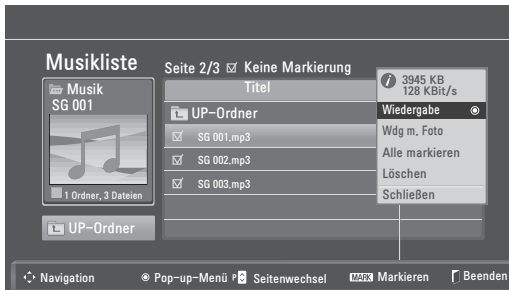 Musikliste
Seite 2/3 Keine Markierung
Musik
SG 001
1 Ordner, 3 Dateien
UP-Ordner
Titel
UP-Ordner
SG 001.mp3
SG 002.mp3
SG 003.mp3
3945 KB
128 KBit/s
Wiedergabe
Wdg m. Foto
Alle markieren
Löschen
Schließen
Navigation Pop-up-Menü P Seitenwechsel MARK Markieren Beenden